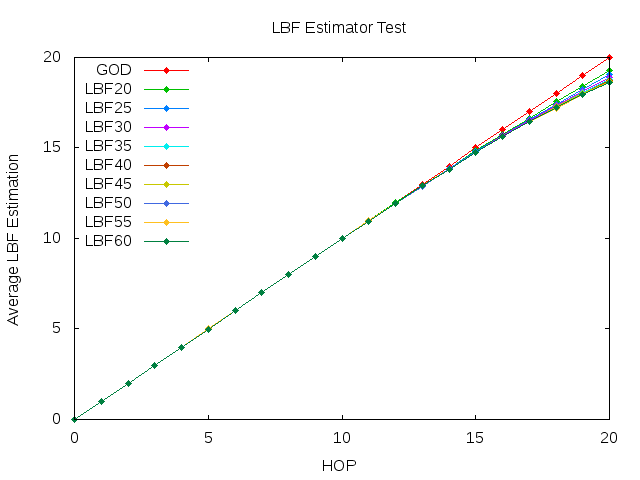 LBF Estimator Test
20
15
10
5
0
Average LBF Estimation
GOD
LBF20
LBF25
LBF30
LBF35
LBF40
LBF45
LBF50
LBF55
LBF60
0 5 10 15 20
HOP